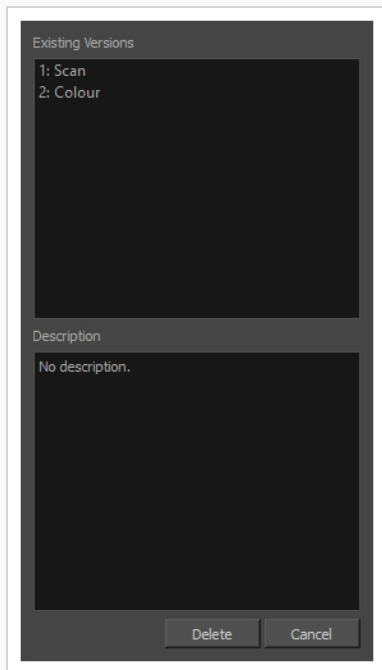 Existing Versions
1: Scan
2: Colour
Description
No description.
Delete Cancel